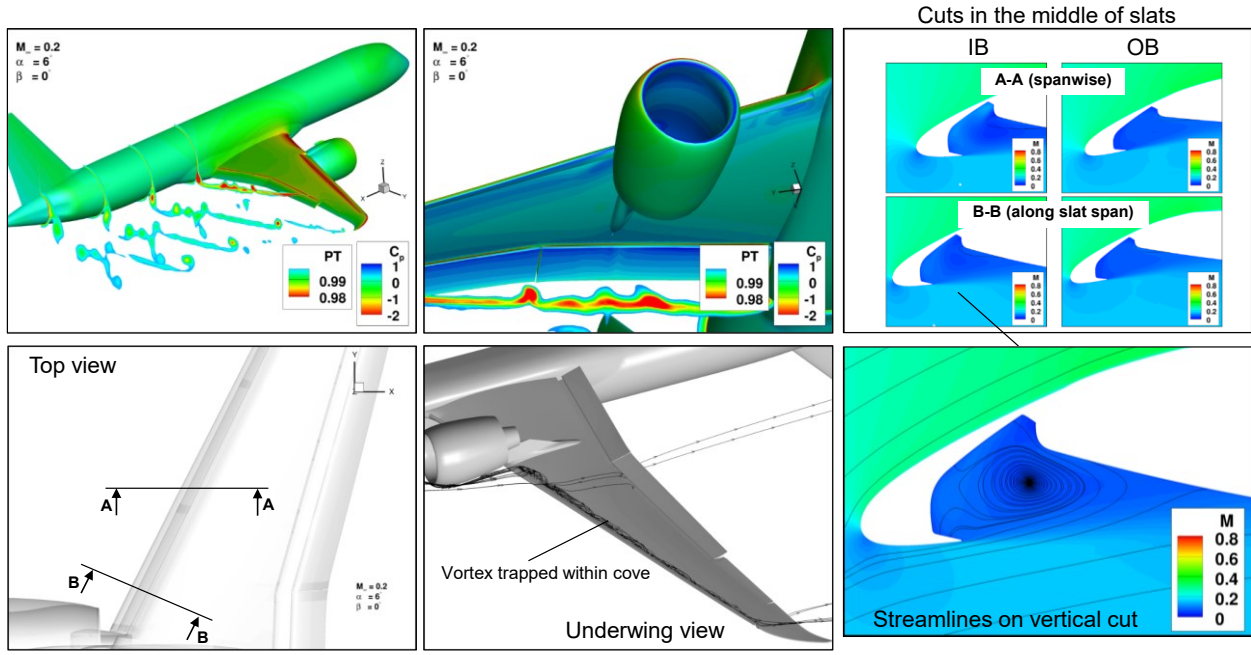 Cuts in the middle of slats
IB OB
M∞ = 0.2
α = 6°
β = 0°
Z
X
Y
PT
0.99
0.98
Cp
1
0
-1
-2
M∞ = 0.2
α = 6°
β = 0°
Y
PT
0.99
0.98
Cp
1
0
-1
-2
A-A (spanwise)
M
0.8
0.6
0.4
0.2
0
M
0.8
0.6
0.4
0.2
0
B-B (along slat span)
M
0.8
0.6
0.4
0.2
0
M
0.8
0.6
0.4
0.2
0
Top view
Y
Z
X
A A
B
B
M∞ = 0.2
α = 6°
β = 0°
Vortex trapped within cove
Underwing view
M
0.8
0.6
0.4
0.2
0
Streamlines on vertical cut